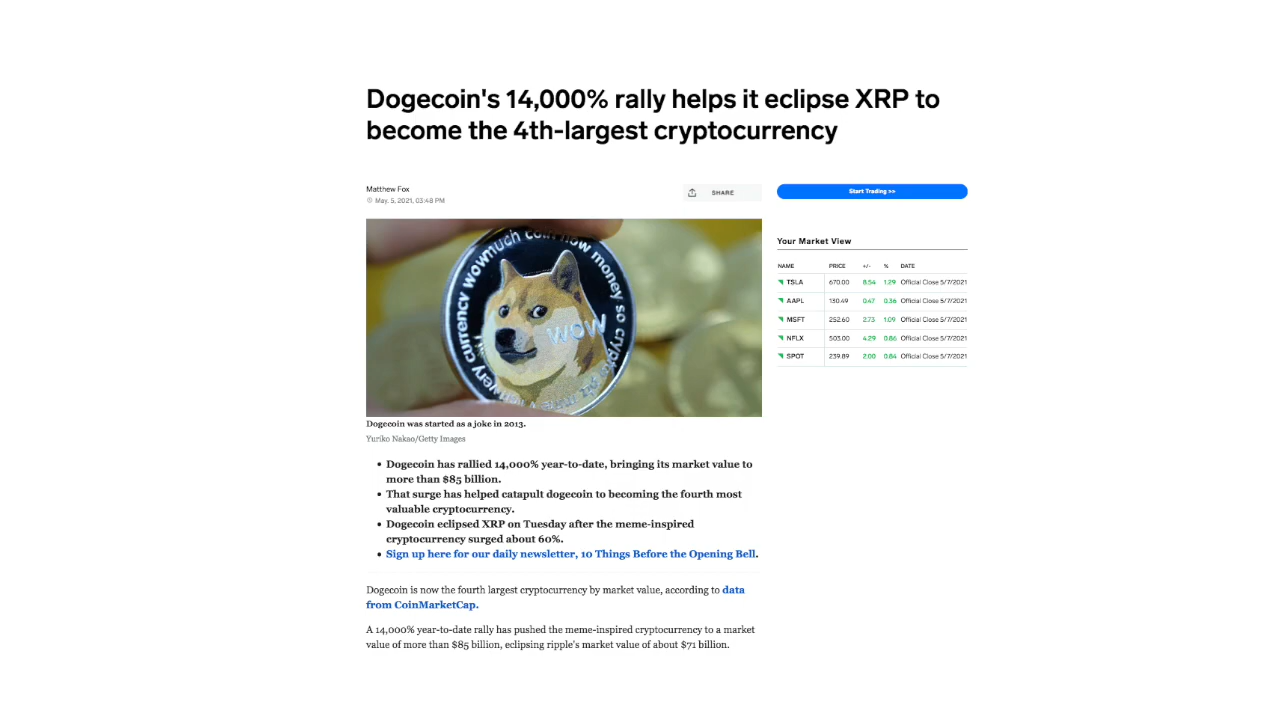 Dogecoin's 14,000% rally helps it eclipse XRP to
become the 4th-largest cryptocurrency
Matthew Fox
May. 5, 2021, 03:48 PM
SHARE
Start Trading >>
currency wow much coin how money so crypto
wow
very
Dogecoin was started as a joke in 2013.
Yuriko Nakao/Getty Images
• Dogecoin has rallied 14,000% year-to-date, bringing its market value to
more than $85 billion.
• That surge has helped catapult dogecoin to becoming the fourth most
valuable cryptocurrency.
• Dogecoin eclipsed XRP on Tuesday after the meme-inspired
cryptocurrency surged about 60%.
• Sign up here for our daily newsletter, 10 Things Before the Opening Bell.
Dogecoin is now the fourth largest cryptocurrency by market value, according to data
from CoinMarketCap.
A 14,000% year-to-date rally has pushed the meme-inspired cryptocurrency to a market
value of more than $85 billion, eclipsing ripple's market value of about $71 billion.
Your Market View
NAME PRICE +/- % DATE
TSLA 670.00 8.54 1.29 Official Close 5/7/2021
AAPL 130.49 0.47 0.36 Official Close 5/7/2021
MSFT 252.60 2.73 1.09 Official Close 5/7/2021
NFLX 503.00 4.29 0.86 Official Close 5/7/2021
SPOT 239.89 2.00 0.84 Official Close 5/7/2021